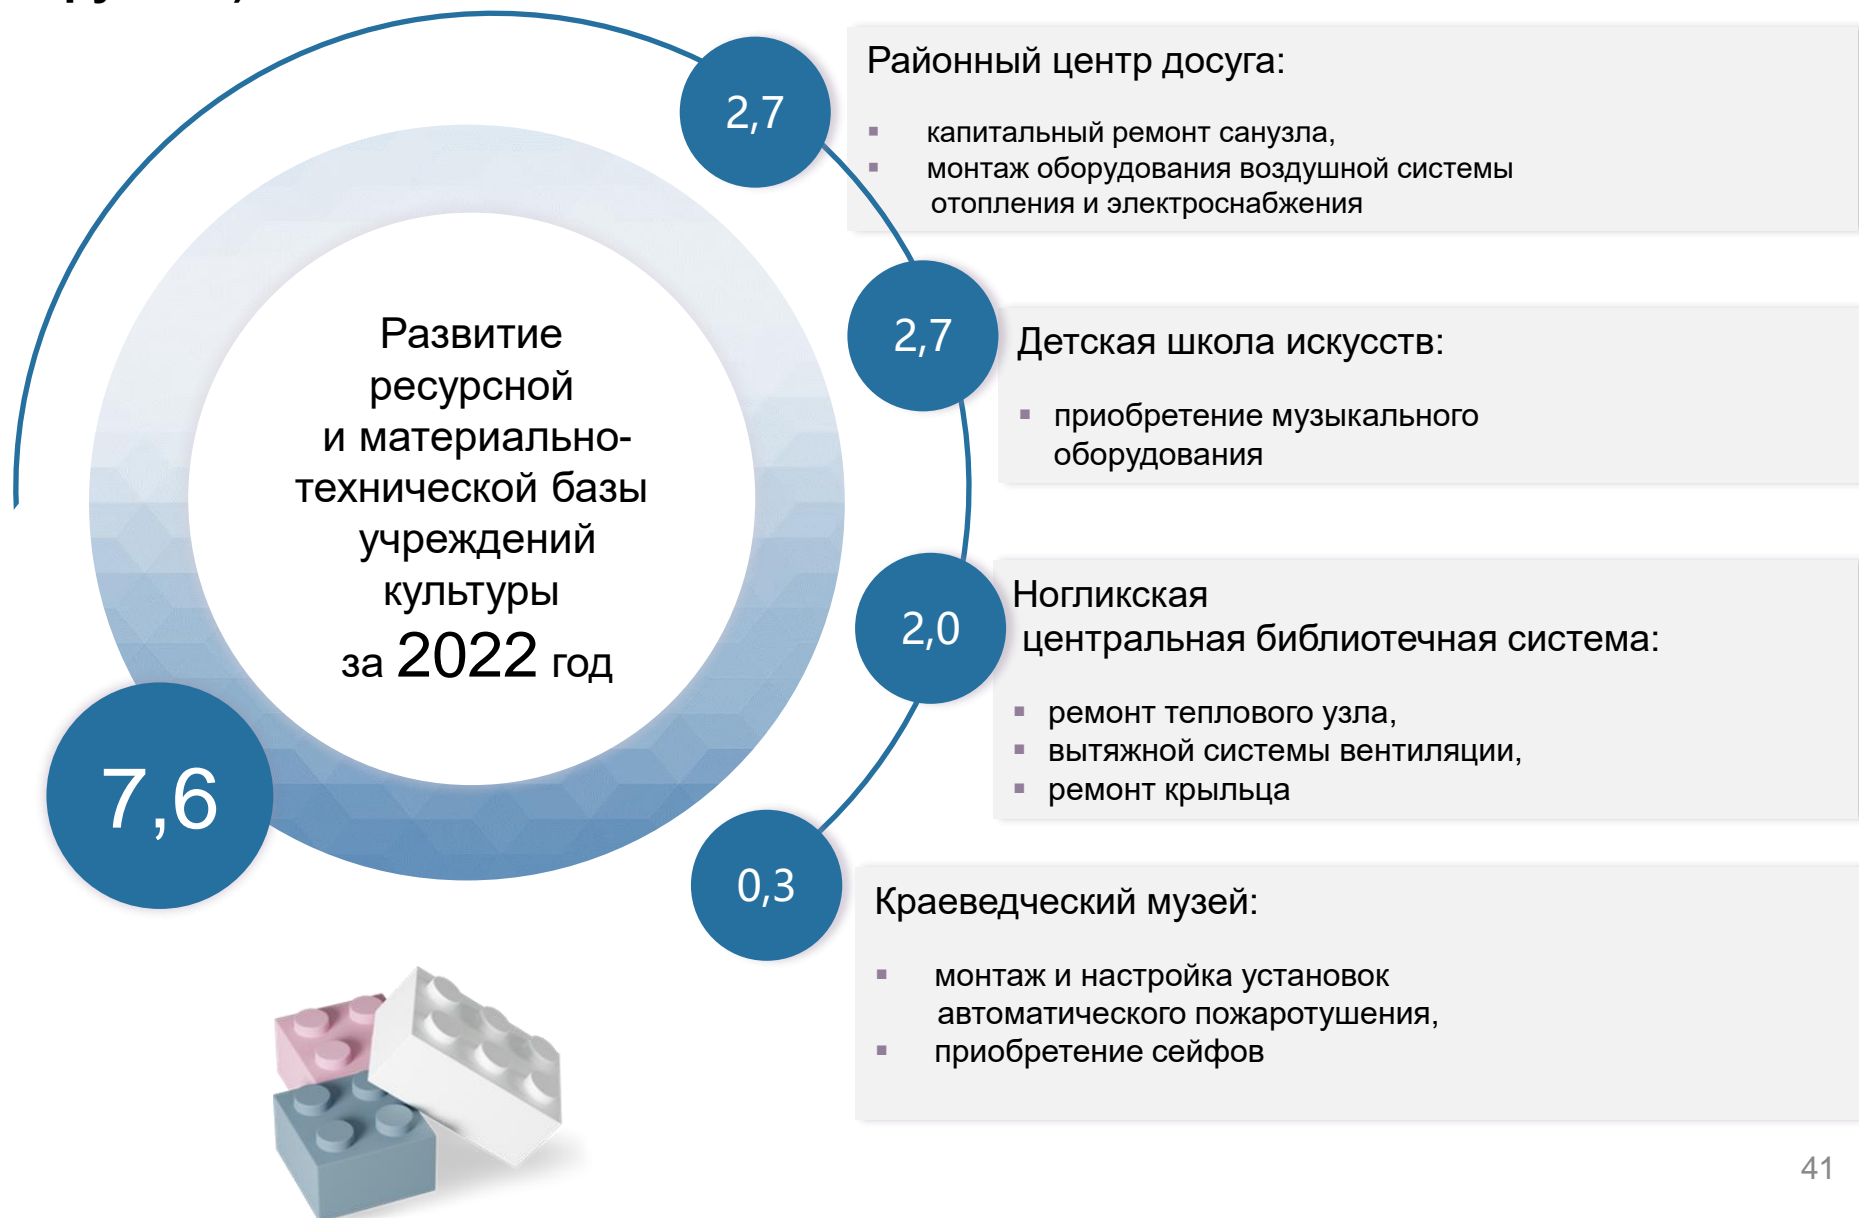 2,7
Районный центр досуга:
капитальный ремонт санузла,
монтаж оборудования воздушной системы
отопления и электроснабжения
2,7
Детская школа искусств:
приобретение музыкального
оборудования
Развитие
ресурсной
и материально-
технической базы
учреждений
культуры
за 2022 год
7,6
2,0
Ногликская
центральная библиотечная система:
ремонт теплового узла,
вытяжной системы вентиляции,
ремонт крыльца
0,3
Краеведческий музей:
монтаж и настройка установок
автоматического пожаротушения,
приобретение сейфов
41